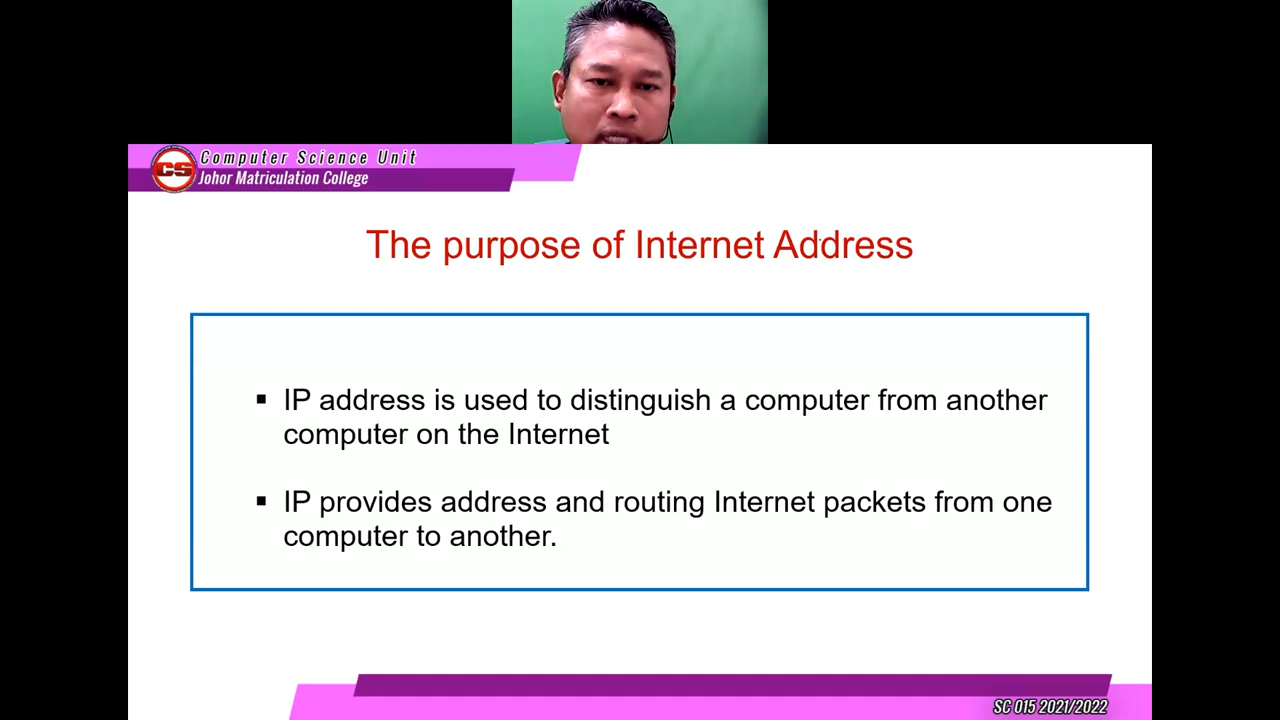 Computer Science Unit
CS
Johor Matriculation College
The purpose of Internet Address
▪ IP address is used to distinguish a computer from another
computer on the Internet
▪ IP provides address and routing Internet packets from one
computer to another.
SC 015 2021/2022